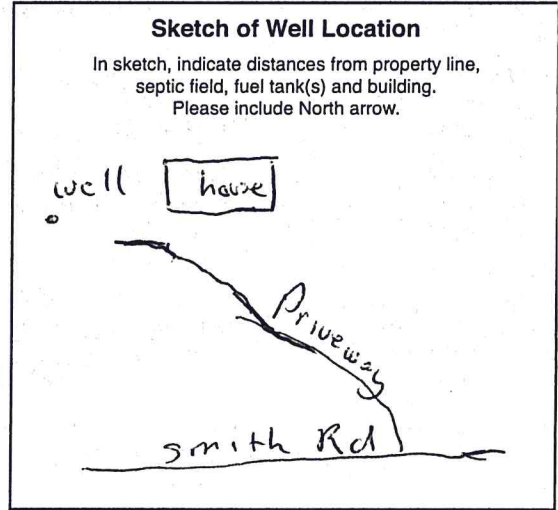 Sketch of Well Location
In sketch, indicate distances from property line,
septic field, fuel tank(s) and building.
Please include North arrow.
well
house
Driveway
smith Rd